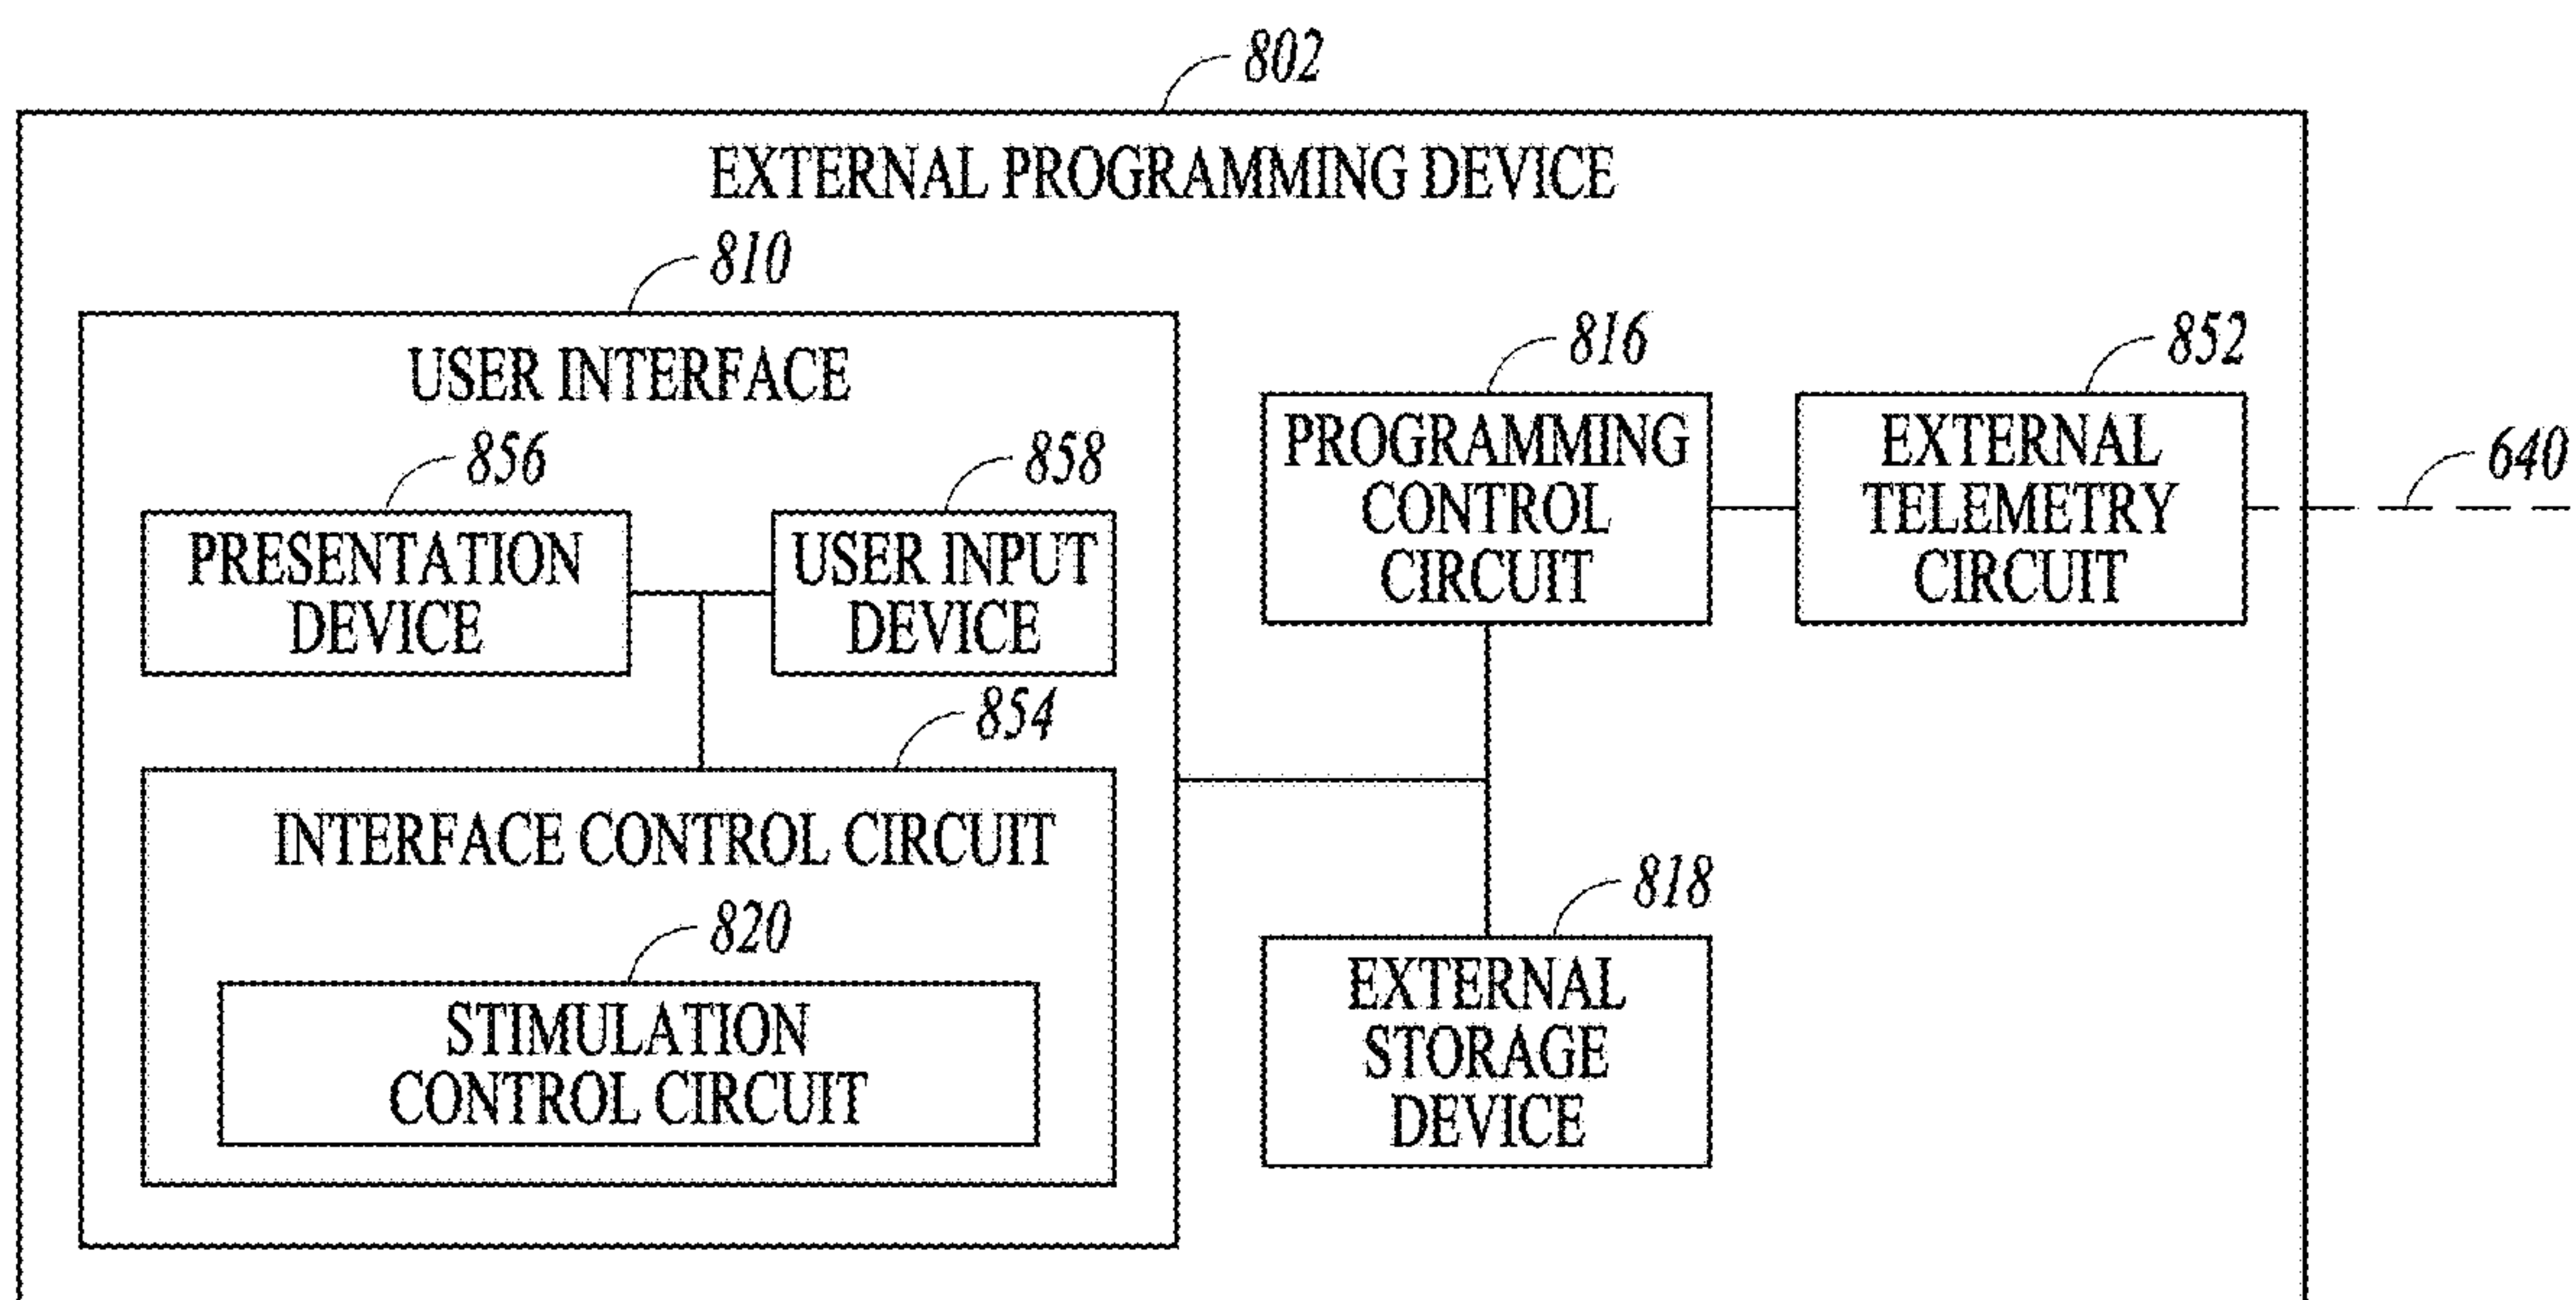 802
EXTERNAL PROGRAMMING DEVICE
810
USER INTERFACE
856
PRESENTATION
DEVICE
858
USER INPUT
DEVICE
854
INTERFACE CONTROL CIRCUIT
820
STIMULATION
CONTROL CIRCUIT
816
PROGRAMMING
CONTROL
CIRCUIT
852
EXTERNAL
TELEMETRY
CIRCUIT
640
818
EXTERNAL
STORAGE
DEVICE